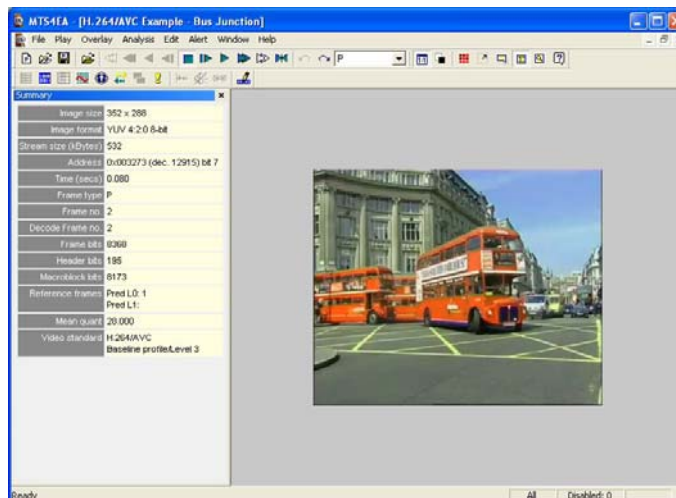 MTS4EA - [H.264/AVC Example - Bus Junction]
File Play Overlay Analysis Edit Alert Window Help
P
Summary
Image size 352 x 288
Image format YUV 4:2:0 8-bit
Stream size (kBytes) 532
Address 0x003273 (dec. 12915) bit 7
Time (secs) 0.080
Frame type P
Frame no. 2
Decode Frame no. 2
Frame bits 8368
Header bits 195
Macroblock bits 8173
Reference frames Pred L0: 1
Pred L1:
Mean quant 28.000
Video standard H.264/AVC
Baseline profile/Level 3
Ready
All Disabled: 0